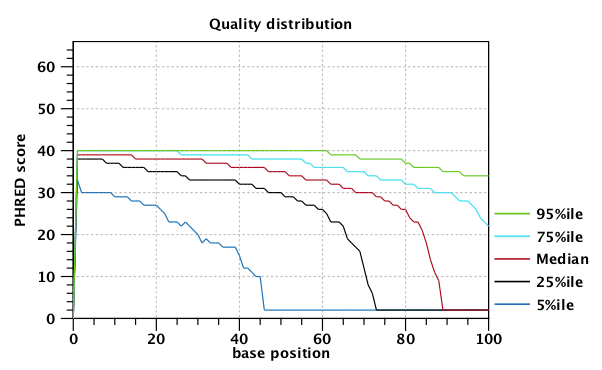 Quality distribution
PHRED score
60
50
40
30
20
10
0
0 20 40 60 80 100
base position
95%ile
75%ile
Median
25%ile
5%ile